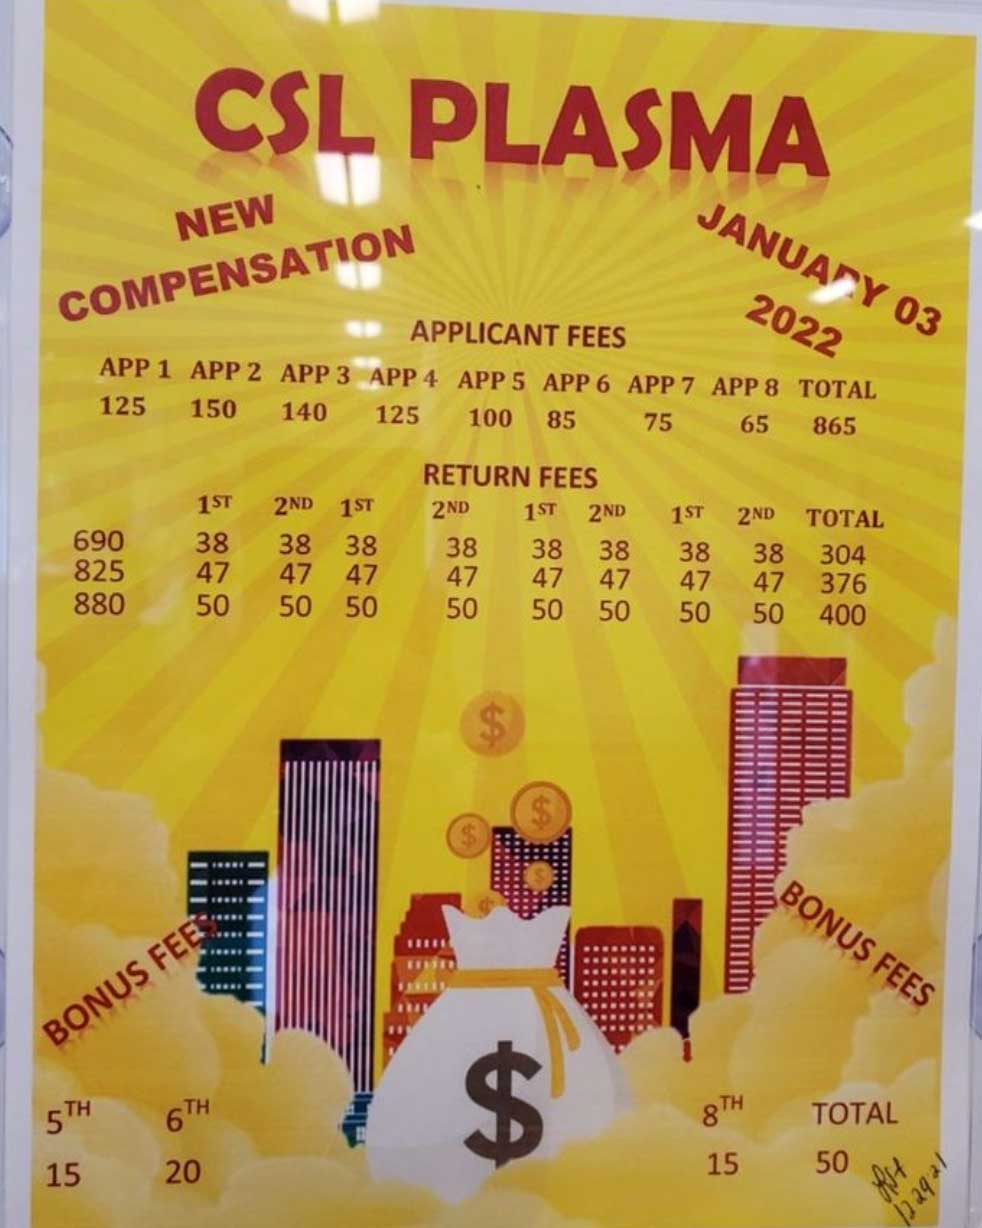 CSL PLASMA
NEW
COMPENSATION
JANUARY 03
2022
APPLICANT FEES
APP 1 APP 2 APP 3 APP 4 APP 5 APP 6 APP 7 APP 8 TOTAL
125 150 140 125 100 85 75 65 865
RETURN FEES
1ST 2ND 1ST 2ND 1ST 2ND 1ST 2ND TOTAL
690 38 38 38 38 38 38 38 38 304
825 47 47 47 47 47 47 47 47 376
880 50 50 50 50 50 50 50 50 400
$
$
$
$
$
BONUS FEES
BONUS FEES
$
5TH 6TH 8TH TOTAL
15 20 15 50
122921